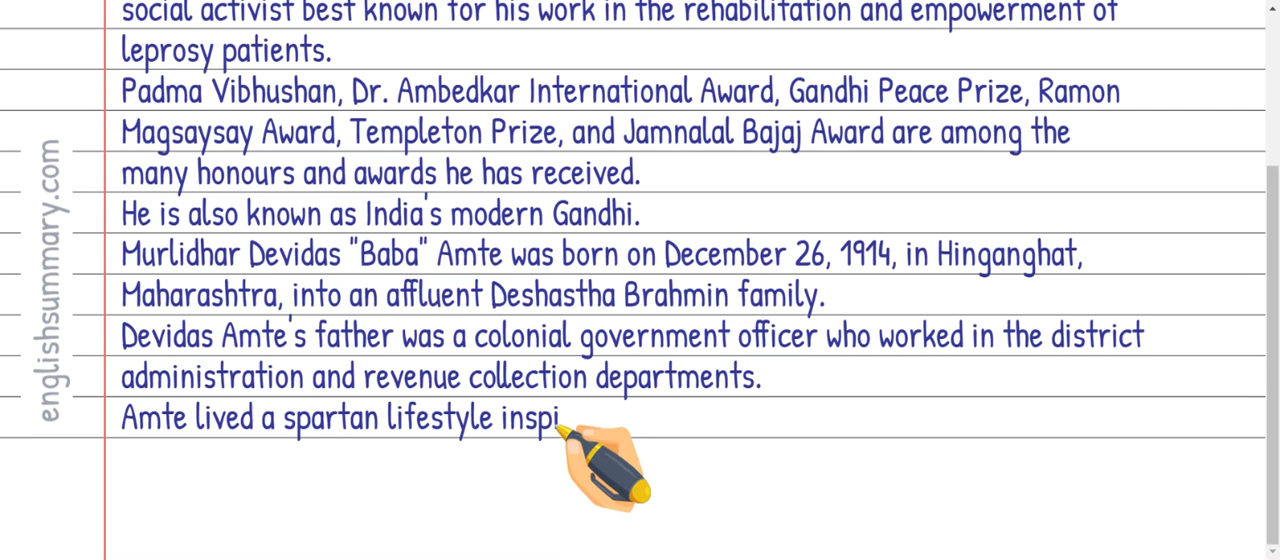 social activist best known for his work in the rehabilitation and empowerment of
leprosy patients.
Padma Vibhushan, Dr. Ambedkar International Award, Gandhi Peace Prize, Ramon
Magsaysay Award, Templeton Prize, and Jamnalal Bajaj Award are among the
many honours and awards he has received.
He is also known as India's modern Gandhi.
Murlidhar Devidas "Baba" Amte was born on December 26, 1914, in Hinganghat,
Maharashtra, into an affluent Deshastha Brahmin family.
Devidas Amte's father was a colonial government officer who worked in the district
administration and revenue collection departments.
Amte lived a spartan lifestyle inspi
englishsummary.com